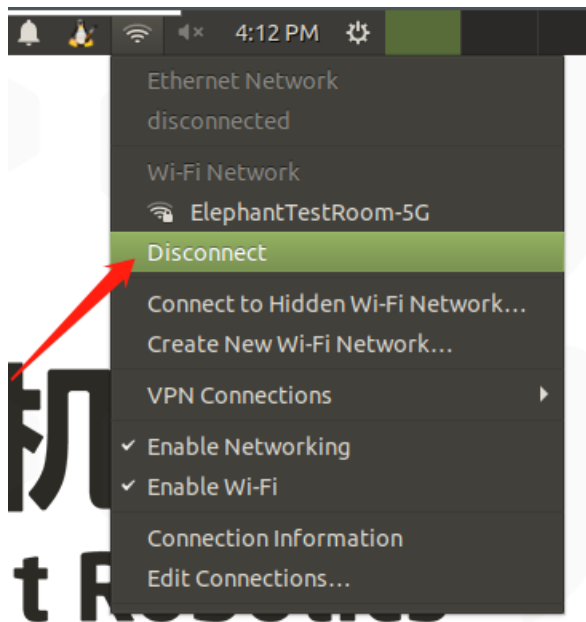 4:12 PM
Ethernet Network
disconnected
Wi-Fi Network
ElephantTestRoom-5G
Disconnect
Connect to Hidden Wi-Fi Network…
Create New Wi-Fi Network…
VPN Connections
Enable Networking
Enable Wi-Fi
Connection Information
Edit Connections…
机
t Robotics